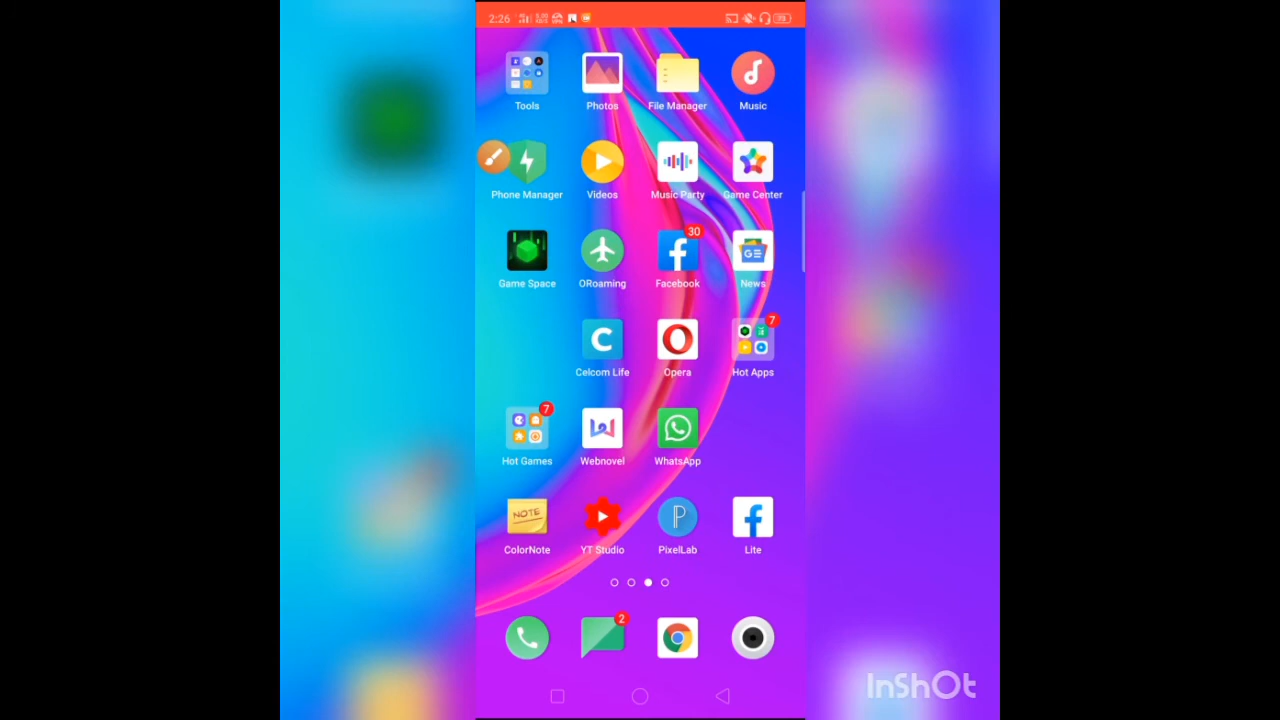 2:26
Tools Photos File Manager Music
Phone Manager Videos Music Party Game Center
30
Game Space ORoaming Facebook News
7
Celcom Life Opera Hot Apps
7
Hot Games Webnovel WhatsApp
NOTE
ColorNote YT Studio PixelLab Lite
2
InShOt